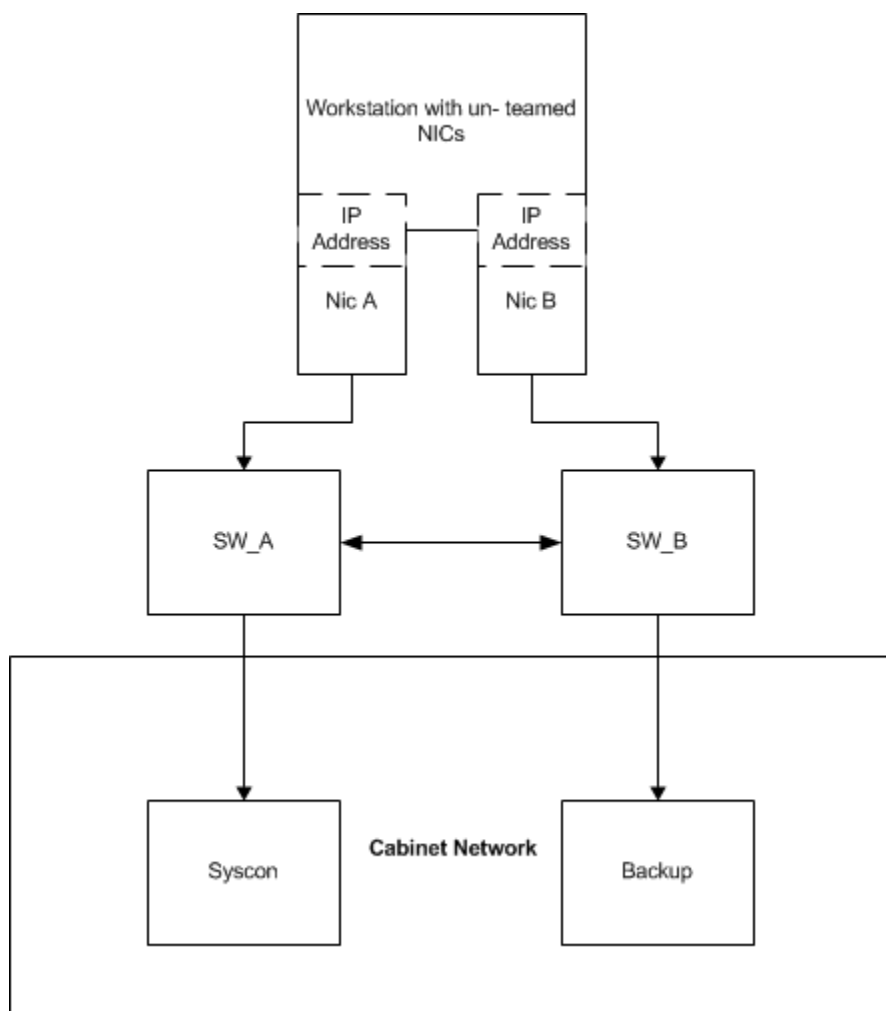 Workstation with un- teamed
NICs
IP
Address
IP
Address
Nic A
Nic B
SW_A
SW_B
Syscon
Cabinet Network
Backup